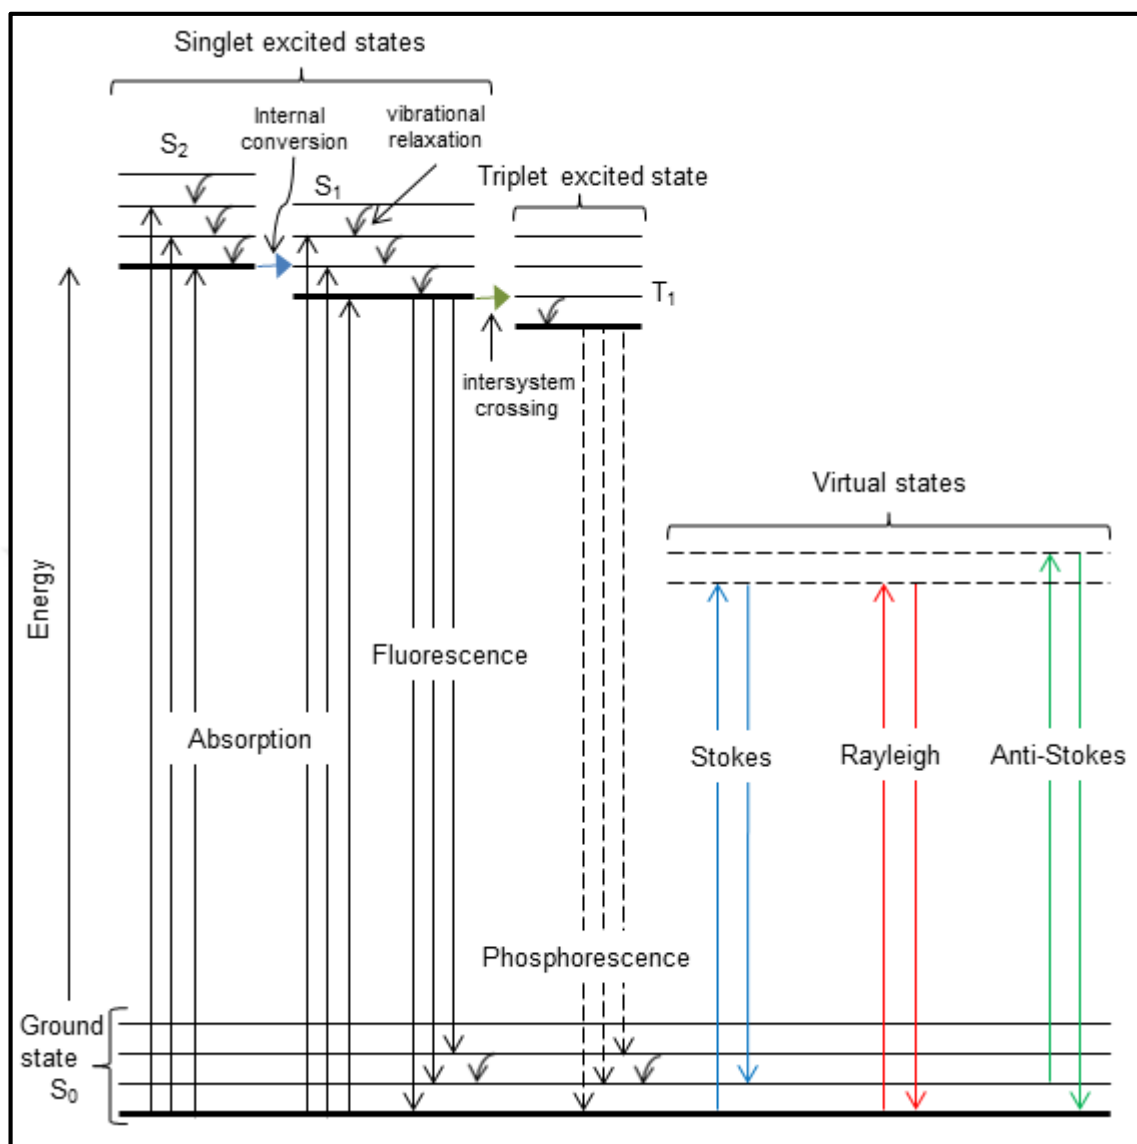 Singlet excited states
Internal
conversion
vibrational
relaxation
S₂
S₁
Triplet excited state
T₁
intersystem
crossing
Virtual states
Energy
Fluorescence
Absorption
Stokes
Rayleigh
Anti-Stokes
Phosphorescence
Ground
state
S₀